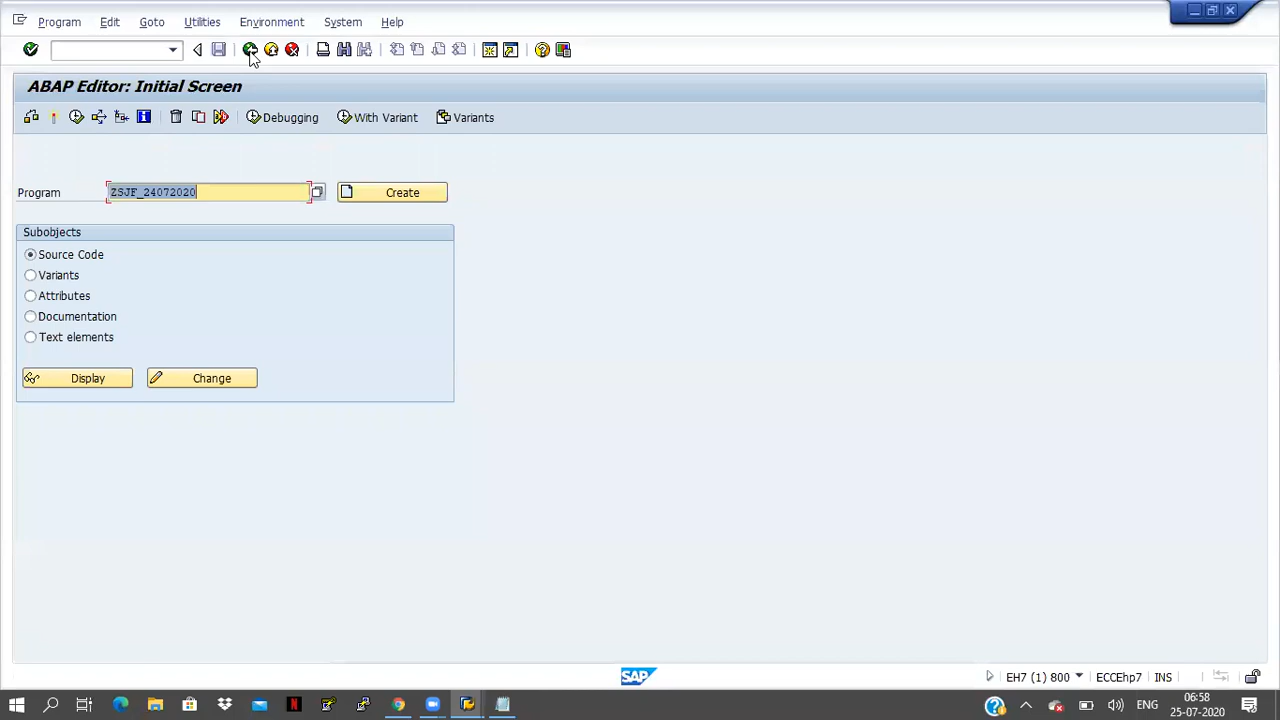 Program Edit Goto Utilities Environment System Help
ABAP Editor: Initial Screen
Debugging With Variant Variants
Program ZSJF_24072020 Create
Subobjects
Source Code
Variants
Attributes
Documentation
Text elements
Display Change
SAP EH7 (1) 800 ECCEhp7 INS
ENG 06:58
25-07-2020